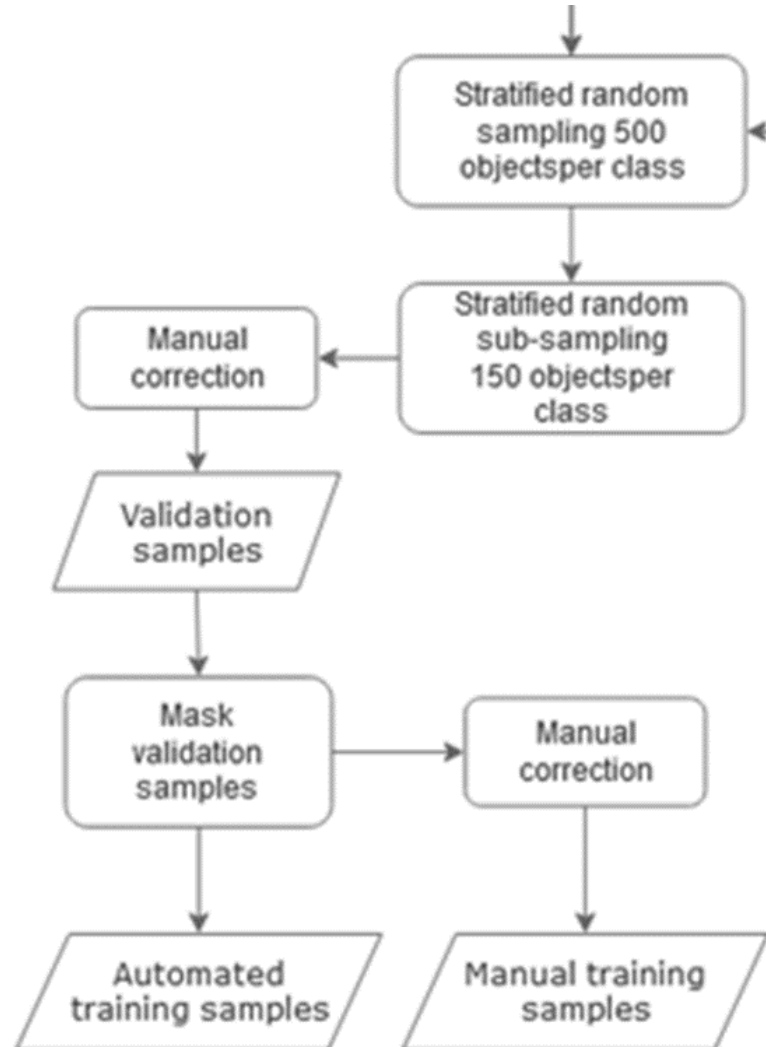 Stratified random
sampling 500
objectsper class
Stratified random
sub-sampling
150 objectsper
class
Manual
correction
Validation
samples
Mask
validation
samples
Manual
correction
Automated
training samples
Manual training
samples